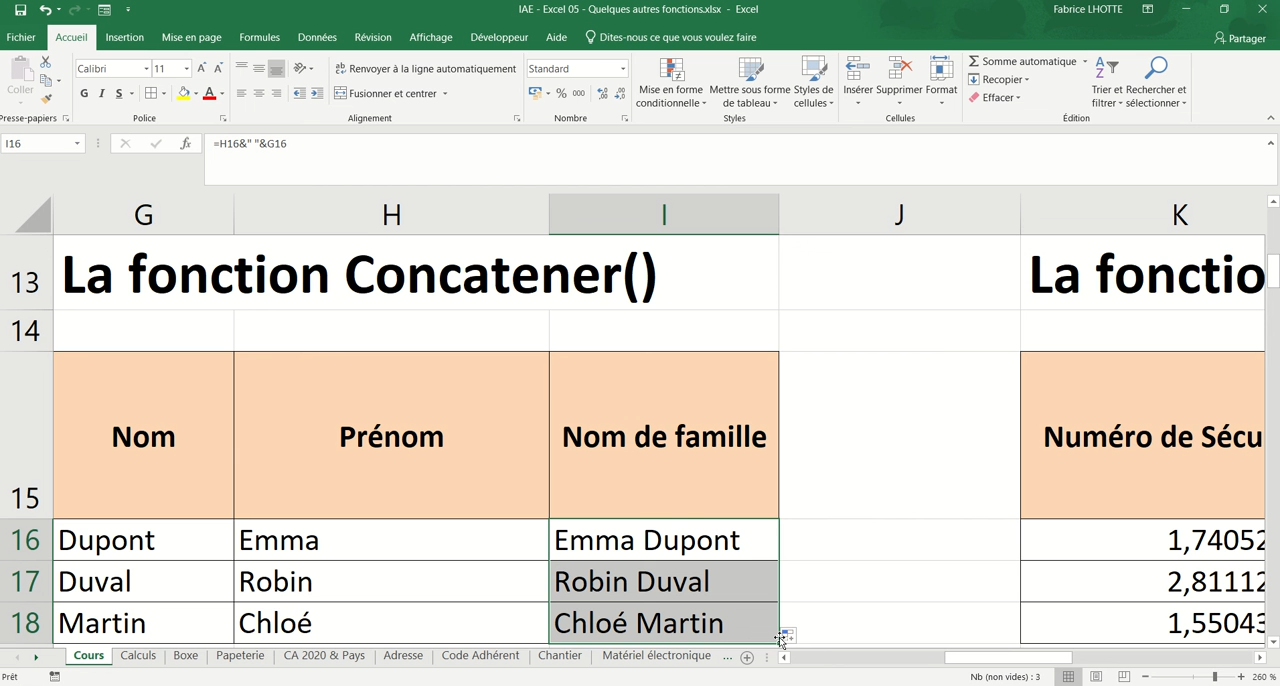 IAE - Excel 05 - Quelques autres fonctions.xlsx - Excel
Fabrice LHOTTE
Fichier Accueil Insertion Mise en page Formules Données Révision Affichage Développeur Aide Dites-nous ce que vous voulez faire Partager
Coller
Calibri 11
Renvoyer à la ligne automatiquement
Standard
G I S
Fusionner et centrer
% 000
Mise en forme conditionnelle
Mettre sous forme de tableau
Styles de cellules
Insérer Supprimer Format
Somme automatique
Recopier
Effacer
Trier et filtrer
Rechercher et sélectionner
Presse-papiers Police Alignement Nombre Styles Cellules Édition
I16 fx =H16&" "&G16
G H I J K
13 La fonction Concatener() La fonctio
14
15 Nom Prénom Nom de famille Numéro de Sécu
16 Dupont Emma Emma Dupont 1,74052
17 Duval Robin Robin Duval 2,81112
18 Martin Chloé Chloé Martin 1,55043
Cours Calculs Boxe Papeterie CA 2020 & Pays Adresse Code Adhérent Chantier Matériel électronique ...
Prêt Nb (non vides) : 3 260 %